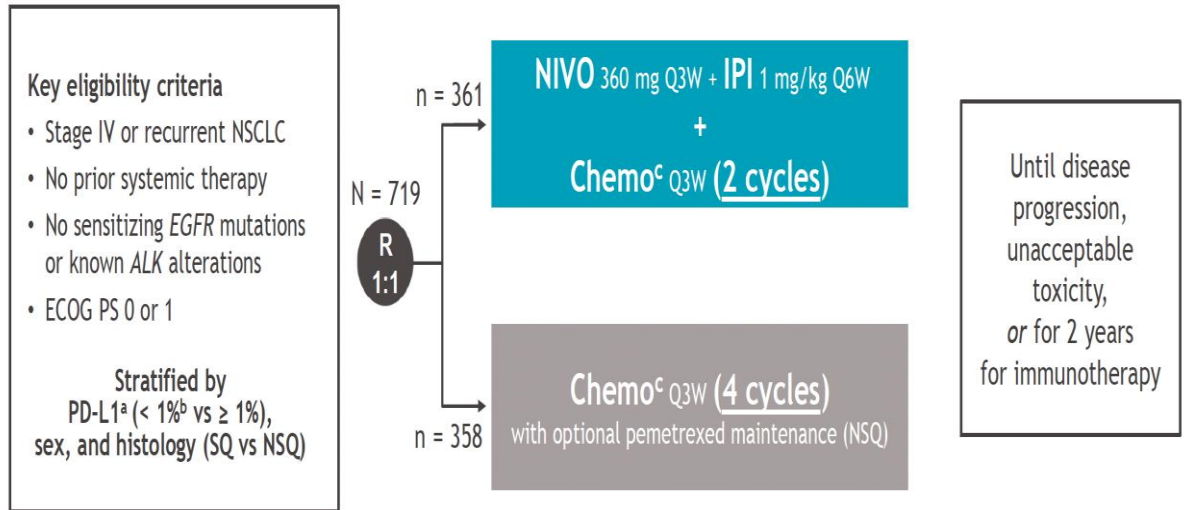 Key eligibility criteria
• Stage IV or recurrent NSCLC
• No prior systemic therapy
• No sensitizing EGFR mutations
or known ALK alterations
• ECOG PS 0 or 1
Stratified by
PD-L1ᵃ (< 1%ᵇ vs ≥ 1%),
sex, and histology (SQ vs NSQ)
N = 719
R
1:1
n = 361
NIVO 360 mg Q3W + IPI 1 mg/kg Q6W
+
Chemoᶜ Q3W (2 cycles)
n = 358
Chemoᶜ Q3W (4 cycles)
with optional pemetrexed maintenance (NSQ)
Until disease
progression,
unacceptable
toxicity,
or for 2 years
for immunotherapy